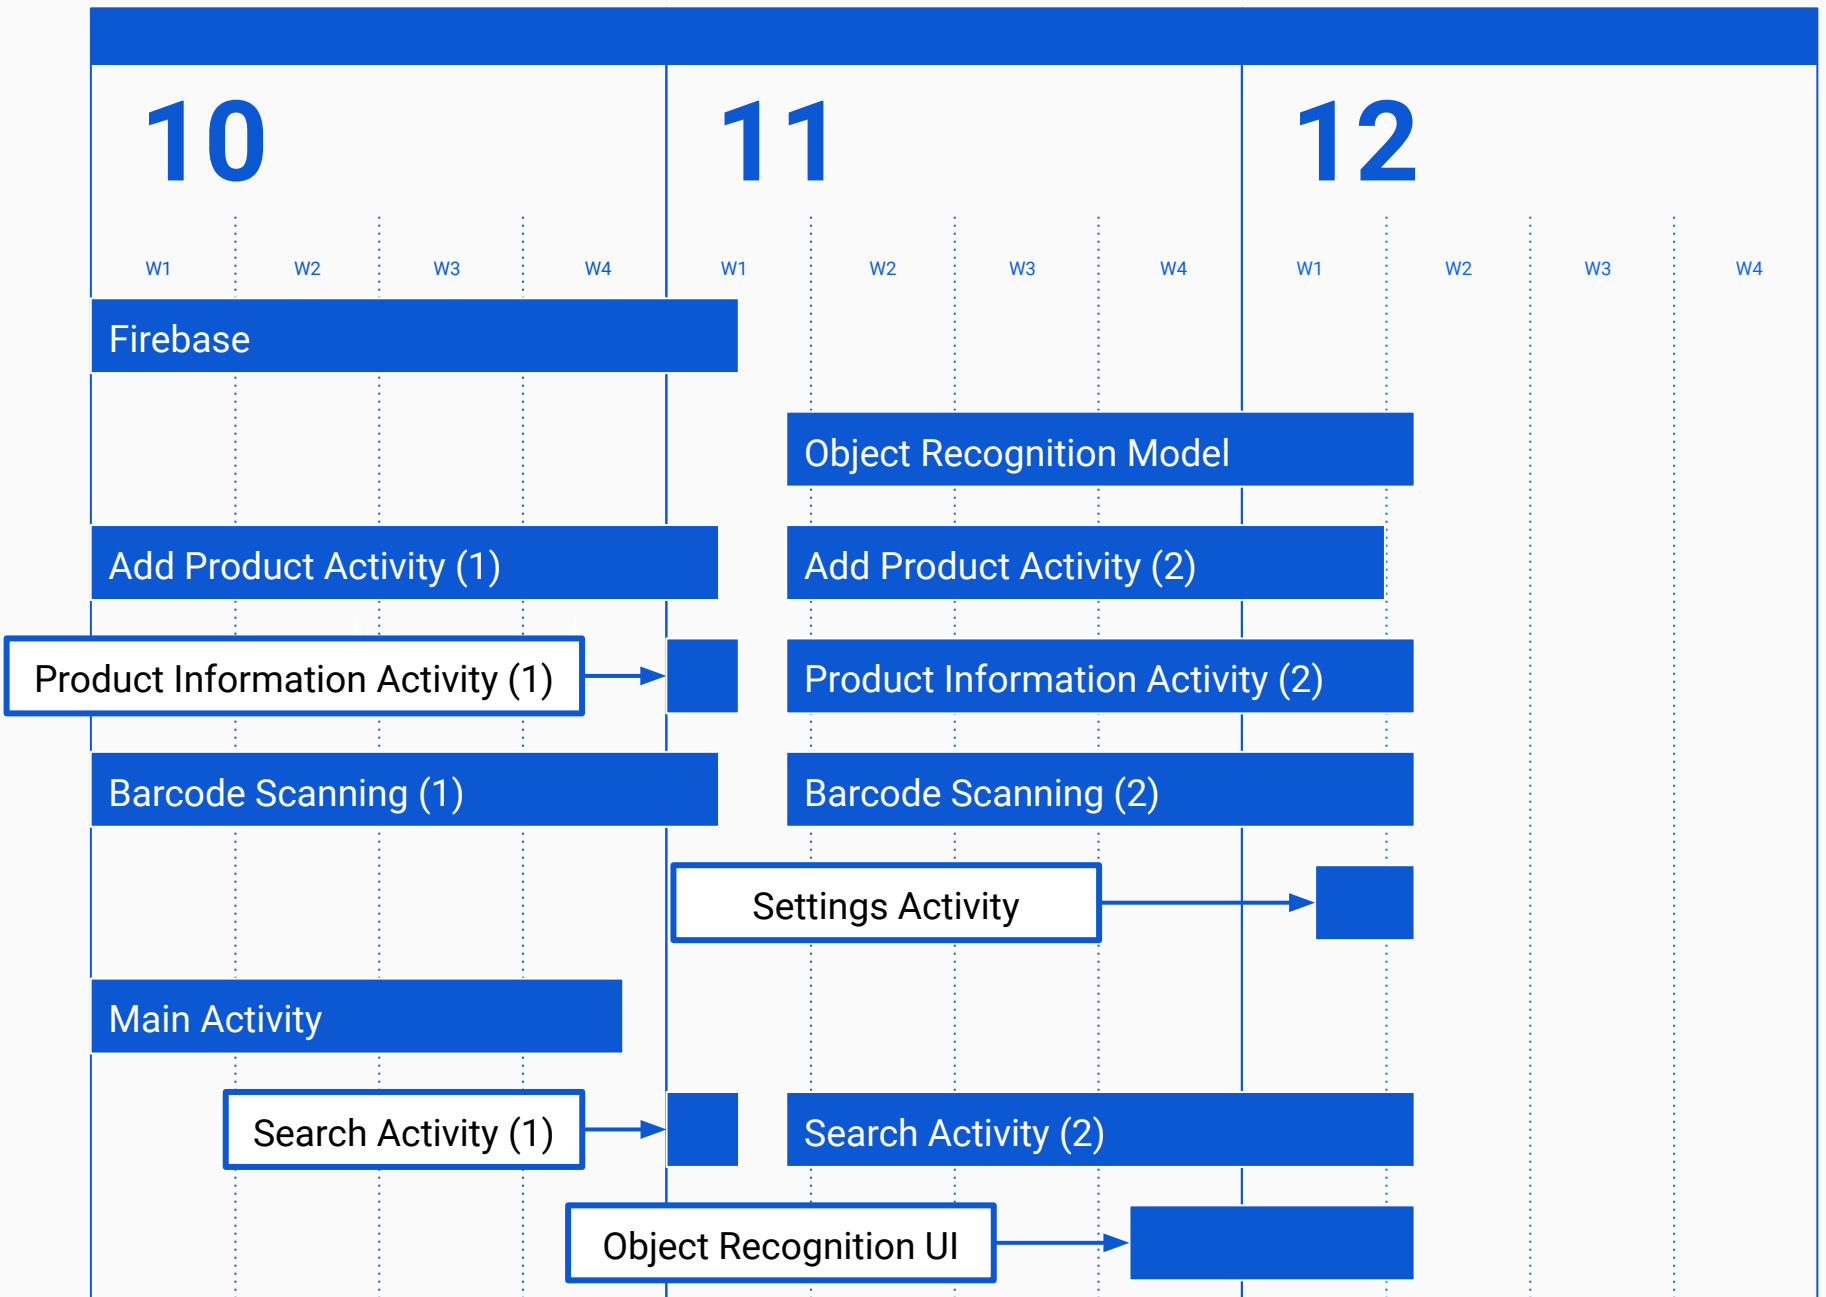 10 11 12
W1 W2 W3 W4 W1 W2 W3 W4 W1 W2 W3 W4
Firebase
Object Recognition Model
Add Product Activity (1) Add Product Activity (2)
Product Information Activity (1) Product Information Activity (2)
Barcode Scanning (1) Barcode Scanning (2)
Settings Activity
Main Activity
Search Activity (1) Search Activity (2)
Object Recognition UI